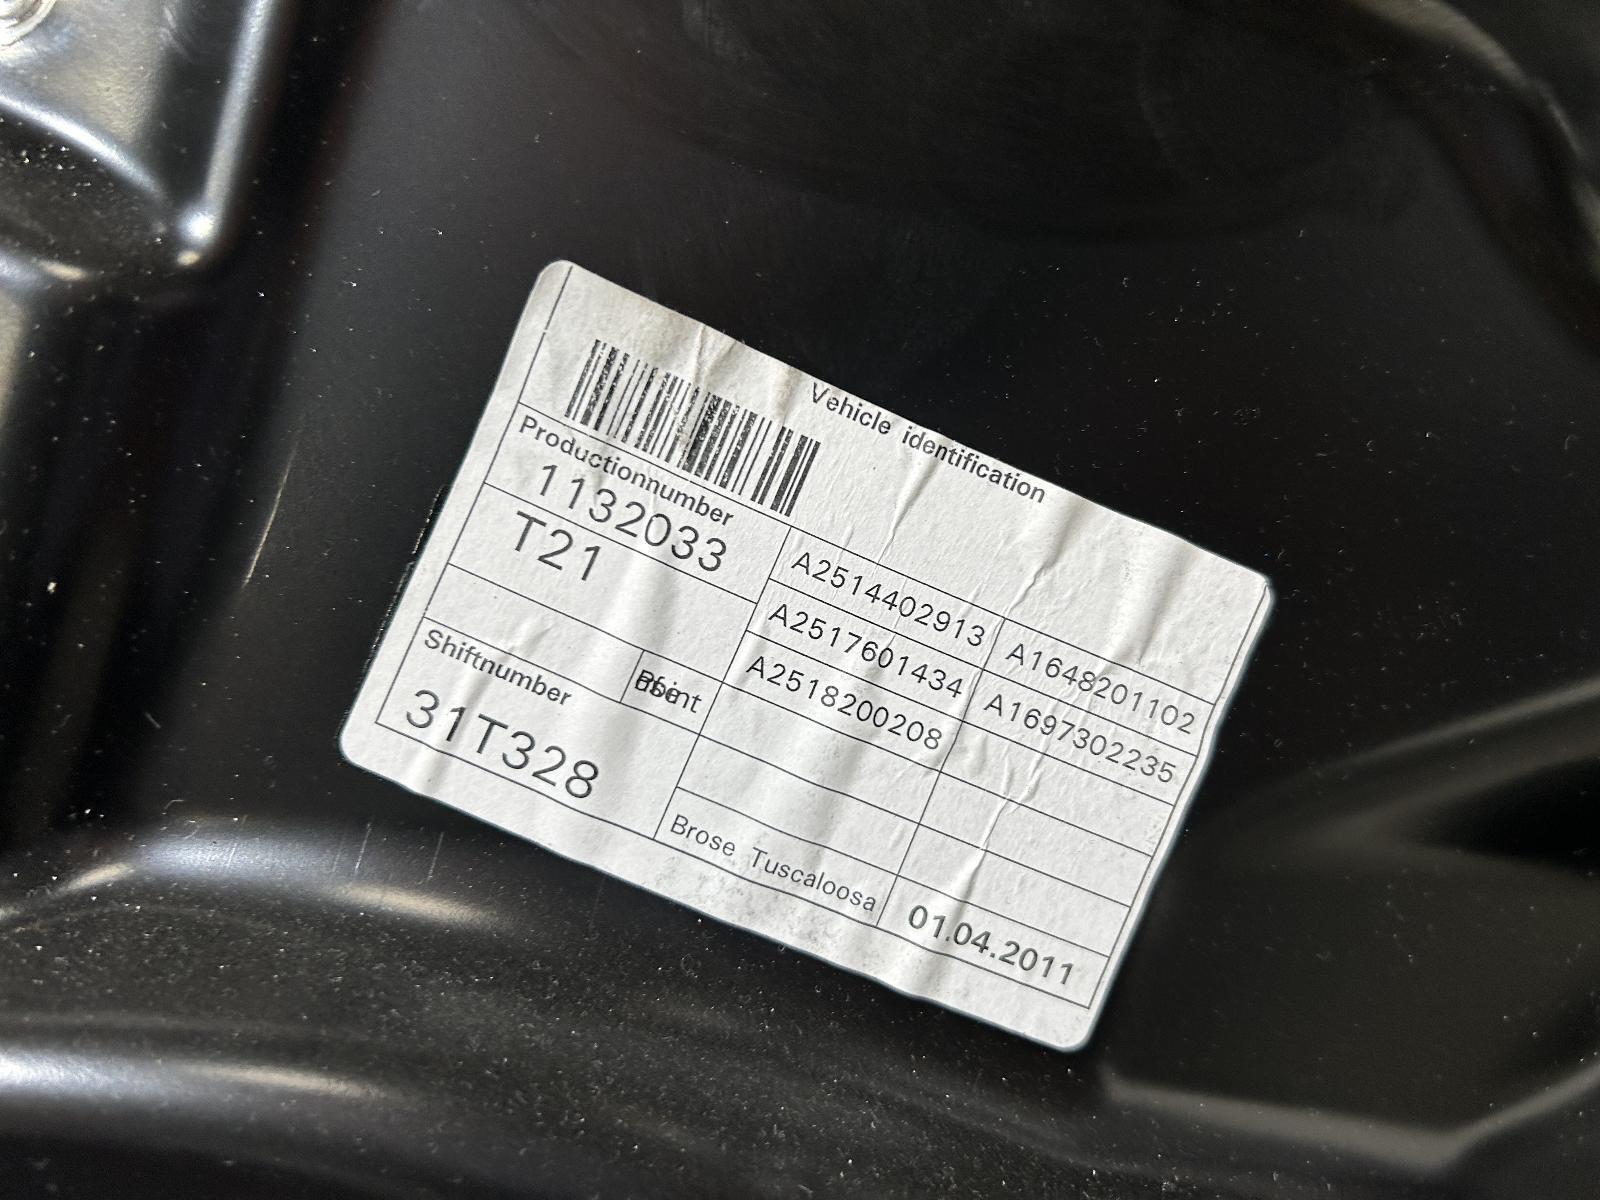 Vehicle identification
Productionnumber
1132033
T21
A2514402913
A1648201102
A2517601434
A1697302235
A2518200208
Shiftnumber
31T328
Brose Tuscaloosa
01.04.2011